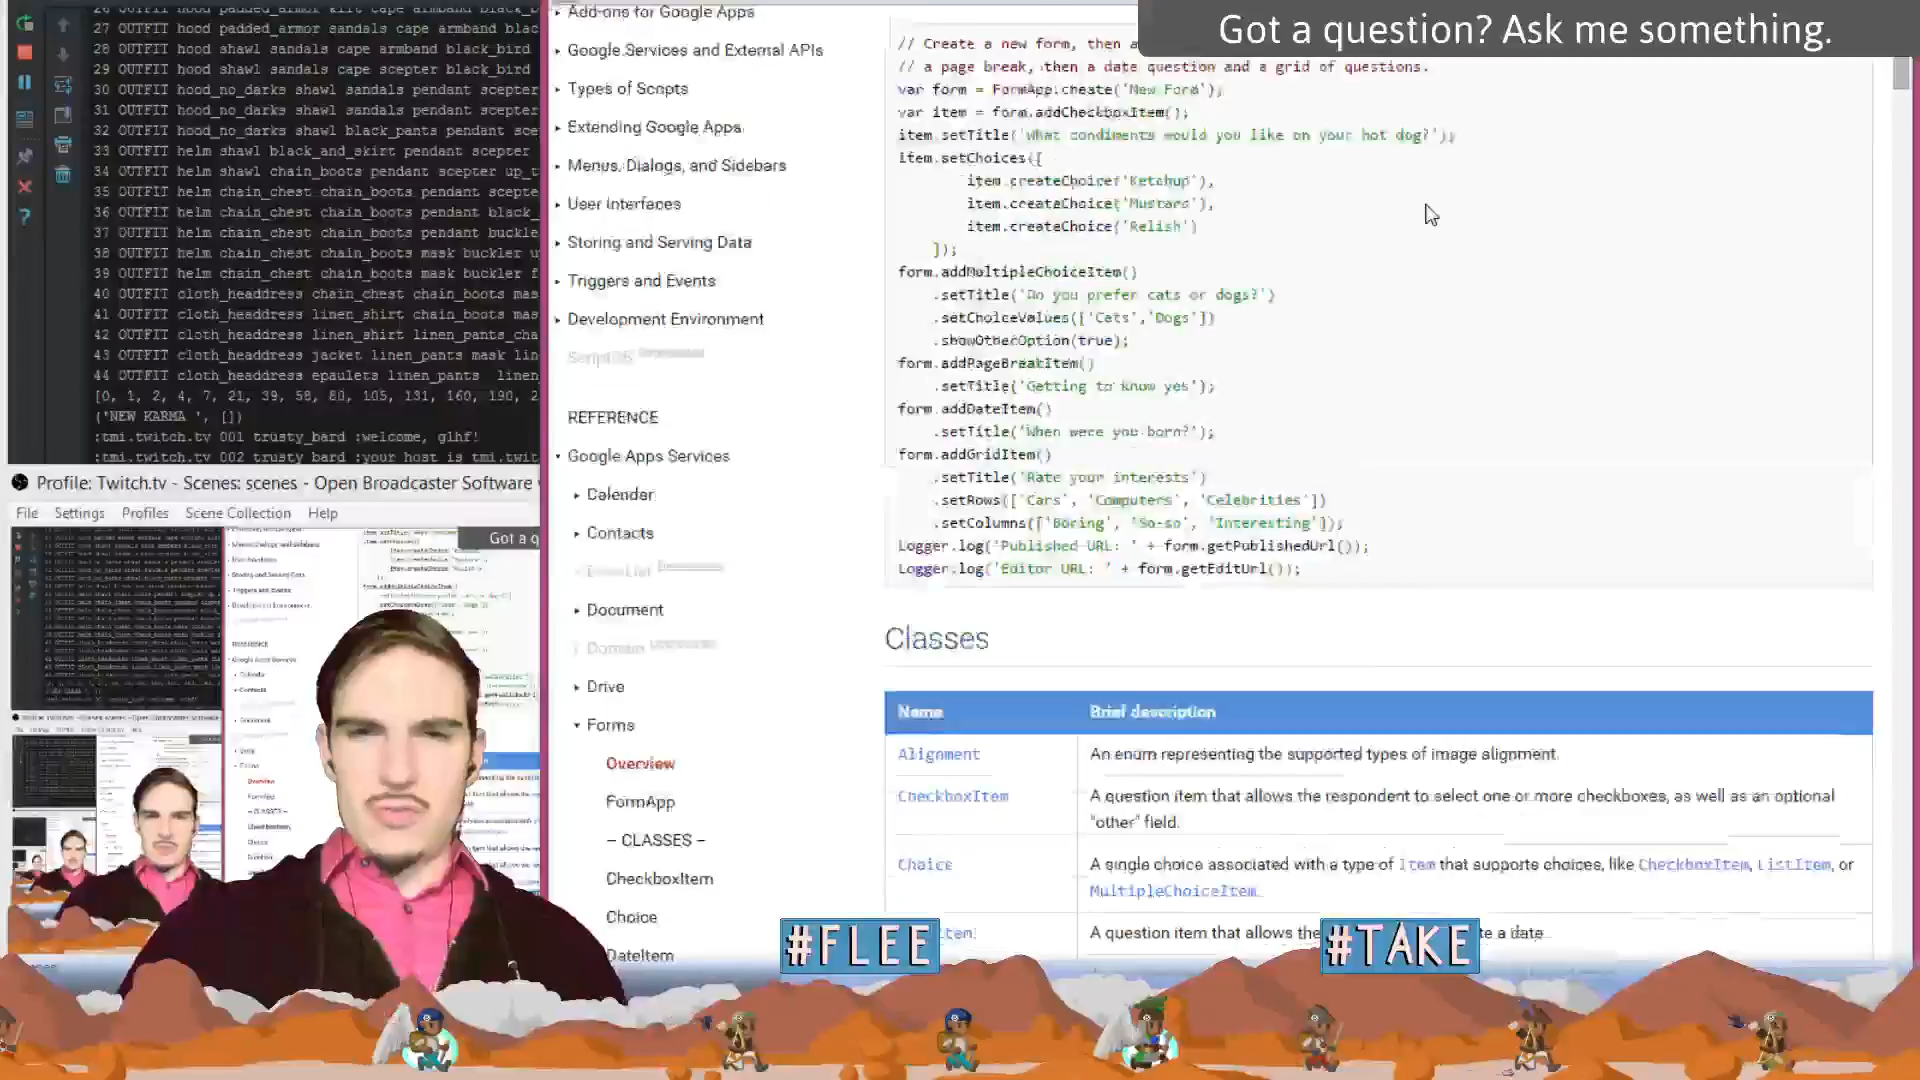 Got a question? Ask me something.
27 OUTFIT hood padded_armor sandals cape armband blac
28 OUTFIT hood shawl sandals cape armband black_bird
29 OUTFIT hood shawl sandals cape scepter black_bird
30 OUTFIT hood_no_darks shawl sandals pendant scepter
31 OUTFIT hood_no_darks shawl sandals pendant scepter
32 OUTFIT hood_no_darks shawl black_pants pendant sce
33 OUTFIT helm shawl black_and_skirt pendant scepter
34 OUTFIT helm shawl chain_boots pendant scepter up_t
35 OUTFIT helm chain_chest chain_boots pendant scepte
36 OUTFIT helm chain_chest chain_boots pendant black_
37 OUTFIT helm chain_chest chain_boots pendant buckle
38 OUTFIT helm chain_chest chain_boots mask buckler u
39 OUTFIT helm chain_chest chain_boots mask buckler f
40 OUTFIT cloth_headdress chain_chest chain_boots mas
41 OUTFIT cloth_headdress linen_shirt chain_boots mas
42 OUTFIT cloth_headdress linen_shirt linen_pants_cha
43 OUTFIT cloth_headdress jacket linen_pants mask lin
44 OUTFIT cloth_headdress epaulets linen_pants linen_
[0, 1, 2, 4, 7, 21, 39, 58, 80, 105, 131, 160, 190, 2
('NEW KARMA ', [])
:tmi.twitch.tv 001 trusty_bard :welcome, glhf!
:tmi.twitch.tv 002 trusty bard :your host is tmi.twit
Profile: Twitch.tv - Scenes: scenes - Open Broadcaster Software
File Settings Profiles Scene Collection Help
Got a q
Add-ons for Google Apps
Google Services and External APIs
Types of Scripts
Extending Google Apps
Menus, Dialogs, and Sidebars
User Interfaces
Storing and Serving Data
Triggers and Events
Development Environment
REFERENCE
Google Apps Services
Calendar
Contacts
Document
Domain
Drive
Forms
Overview
FormApp
– CLASSES –
CheckboxItem
Choice
DateItem
// Create a new form, then a
// a page break, then a date question and a grid of questions.
var form = FormApp.create('New Form');
var item = form.addCheckboxItem();
item.setTitle('What condiments would you like on your hot dog?');
item.setChoices([
item.createChoice('Ketchup'),
item.createChoice('Mustard'),
item.createChoice('Relish')
]);
form.addMultipleChoiceItem()
.setTitle('Do you prefer cats or dogs?')
.setChoiceValues(['Cats','Dogs'])
.showOtherOption(true);
form.addPageBreakItem()
.setTitle('Getting to know you');
form.addDateItem()
.setTitle('When were you born?');
form.addGridItem()
.setTitle('Rate your interests')
.setRows(['Cars', 'Computers', 'Celebrities'])
.setColumns(['Boring', 'So-so', 'Interesting']);
Logger.log('Published URL: ' + form.getPublishedUrl());
Logger.log('Editor URL: ' + form.getEditUrl());
Classes
Name Brief description
Alignment An enum representing the supported types of image alignment.
CheckboxItem A question item that allows the respondent to select one or more checkboxes, as well as an optional
"other" field.
Choice A single choice associated with a type of Item that supports choices, like CheckboxItem, ListItem, or
MultipleChoiceItem.
Item A question item that allows the te a date.
#FLEE #TAKE